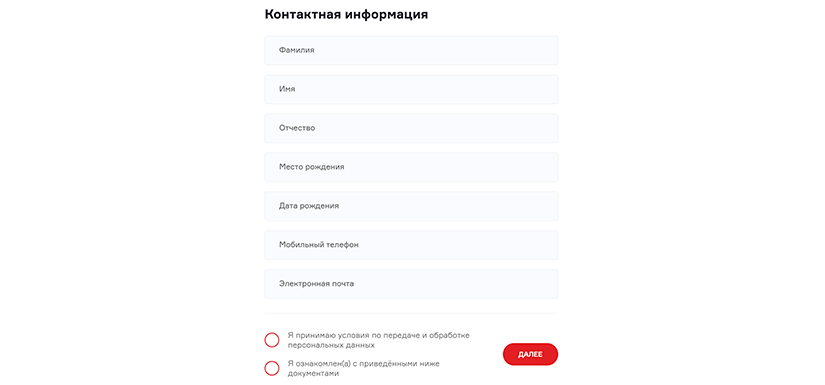 Контактная информация
Фамилия
Имя
Отчество
Место рождения
Дата рождения
Мобильный телефон
Электронная почта
Я принимаю условия по передаче и обработке
персональных данных
ДАЛЕЕ
Я ознакомлен(а) с приведёнными ниже
документами